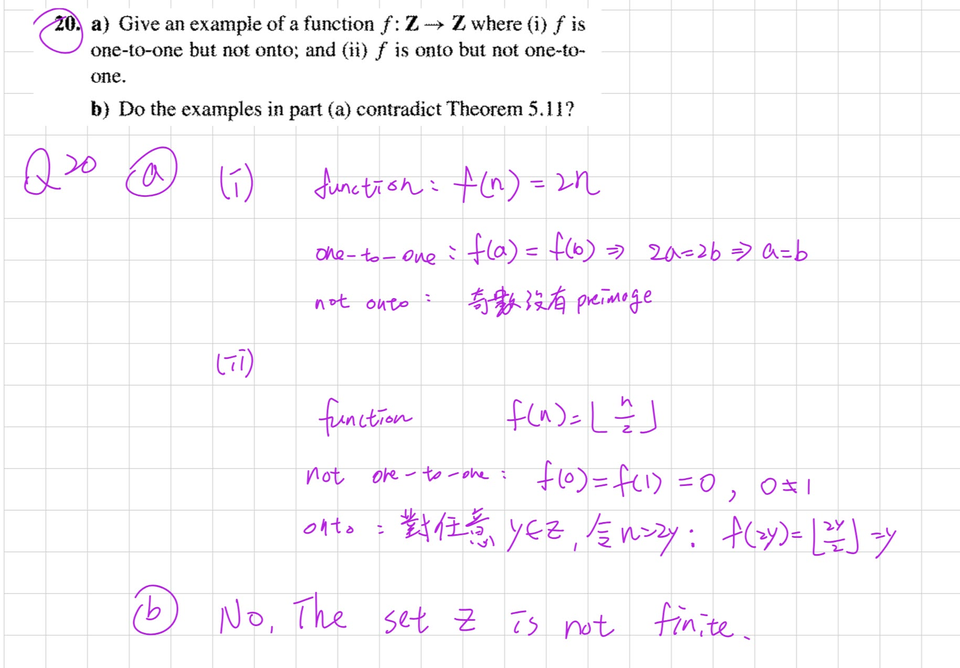 20. a) Give an example of a function f: Z → Z where (i) f is
one-to-one but not onto; and (ii) f is onto but not one-to-
one.
b) Do the examples in part (a) contradict Theorem 5.11?
Q20 ⓐ (i) function: f(n) = 2n
one-to-one: f(a) = f(b) ⇒ 2a=2b ⇒ a=b
not onto: 奇數沒有 preimage
(ii)
function f(n)=⌊n/2⌋
not one-to-one: f(0)=f(1)=0, 0≠1
onto: 對任意 y∈Z, 令 n=2y: f(2y)=⌊2y/2⌋=y
ⓑ No, The set Z is not finite.